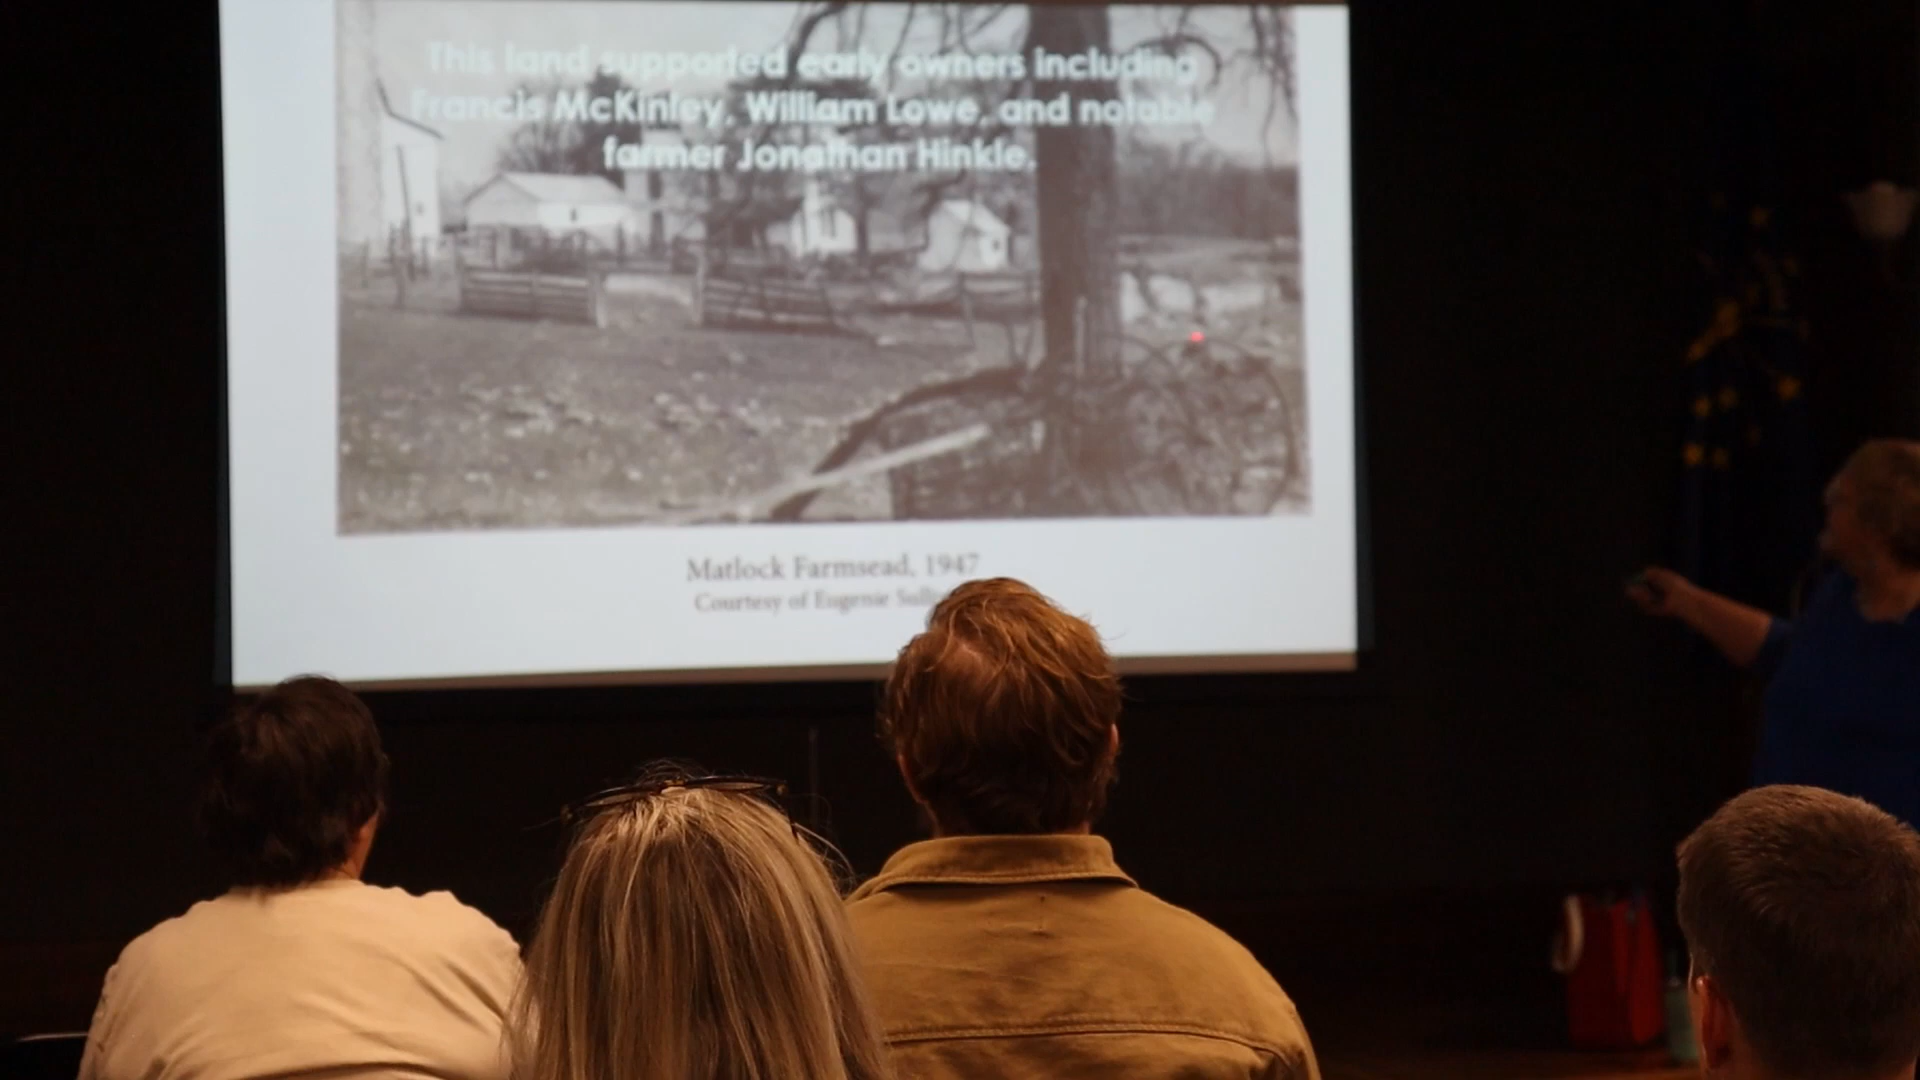 This land supported early owners including
Francis McKinley, William Lowe, and notable
farmer Jonathan Hinkle.
Matlock Farmsead, 1947
Courtesy of Eugenie